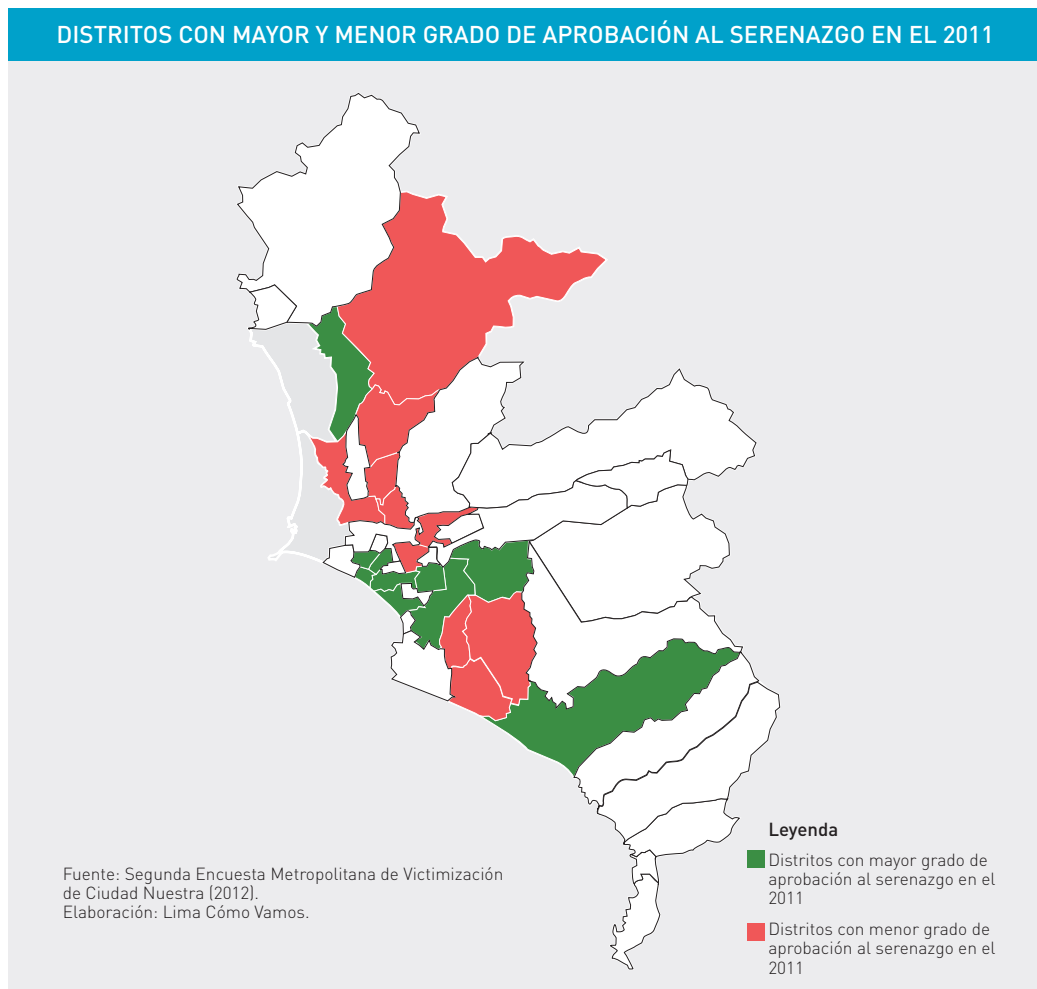 DISTRITOS CON MAYOR Y MENOR GRADO DE APROBACIÓN AL SERENAZGO EN EL 2011
Leyenda
Distritos con mayor grado de
aprobación al serenazgo en el
2011
Distritos con menor grado de
aprobación al serenazgo en el
2011
Fuente: Segunda Encuesta Metropolitana de Victimización
de Ciudad Nuestra (2012).
Elaboración: Lima Cómo Vamos.